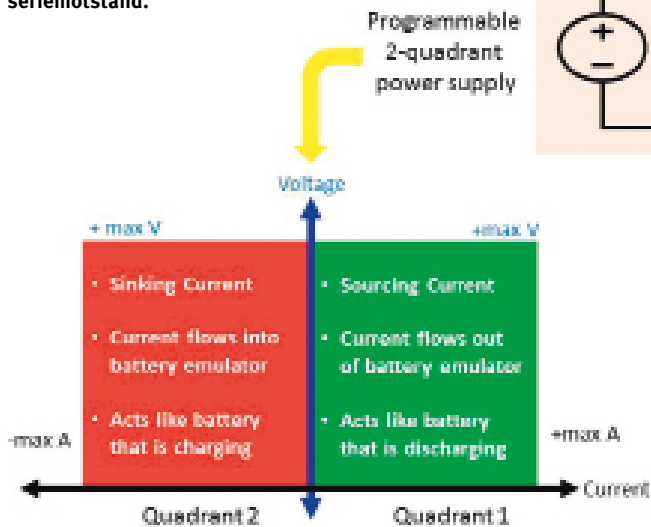 seriemotstand.
Programmable
2-quadrant
power supply
+
−
Voltage
+ max V
+max V
• Sinking Current
• Current flows into
battery emulator
• Acts like battery
that is charging
• Sourcing Current
• Current flows out
of battery emulator
• Acts like battery
that is discharging
-max A
+max A
Current
Quadrant 2
Quadrant 1